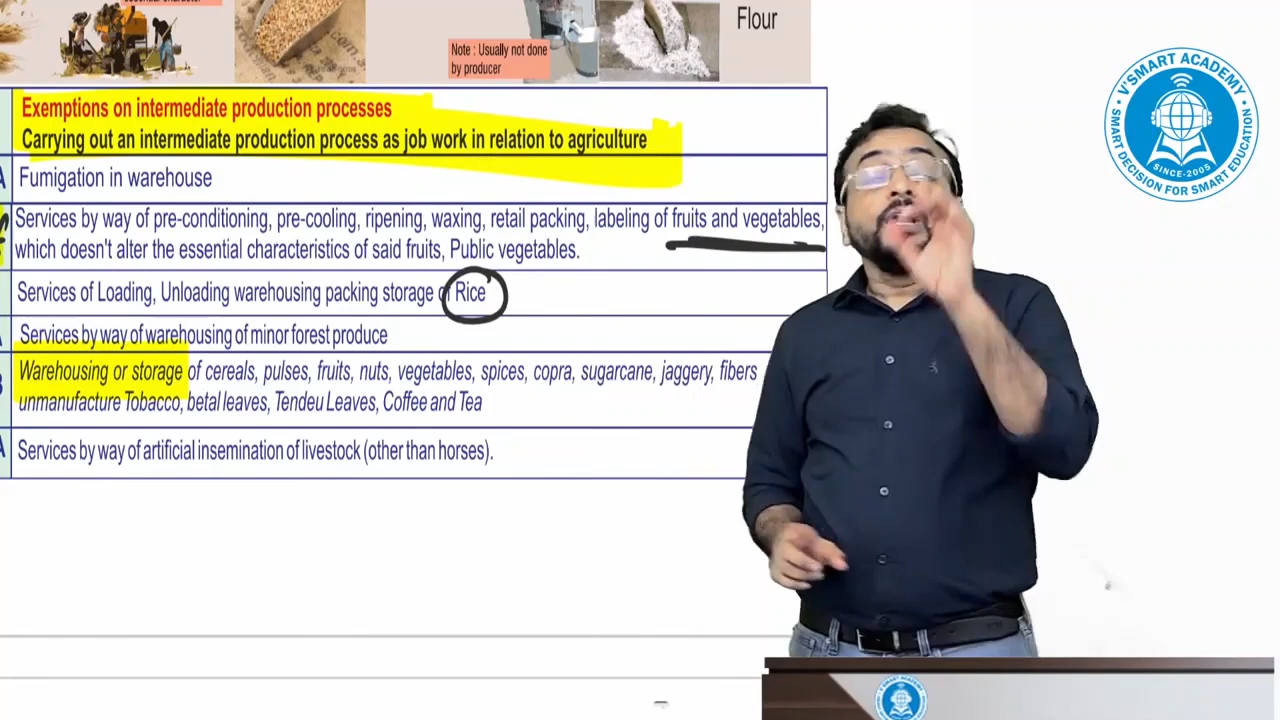 Flour
Note : Usually not done
by producer
Exemptions on intermediate production processes
Carrying out an intermediate production process as job work in relation to agriculture
A Fumigation in warehouse
Services by way of pre-conditioning, pre-cooling, ripening, waxing, retail packing, labeling of fruits and vegetables,
which doesn't alter the essential characteristics of said fruits, Public vegetables.
Services of Loading, Unloading warehousing packing storage of Rice
Services by way of warehousing of minor forest produce
Warehousing or storage of cereals, pulses, fruits, nuts, vegetables, spices, copra, sugarcane, jaggery, fibers
B
unmanufacture Tobacco, betal leaves, Tendeu Leaves, Coffee and Tea
A Services by way of artificial insemination of livestock (other than horses).
V'SMART ACADEMY
SINCE-2005
SMART DECISION FOR SMART EDUCATION